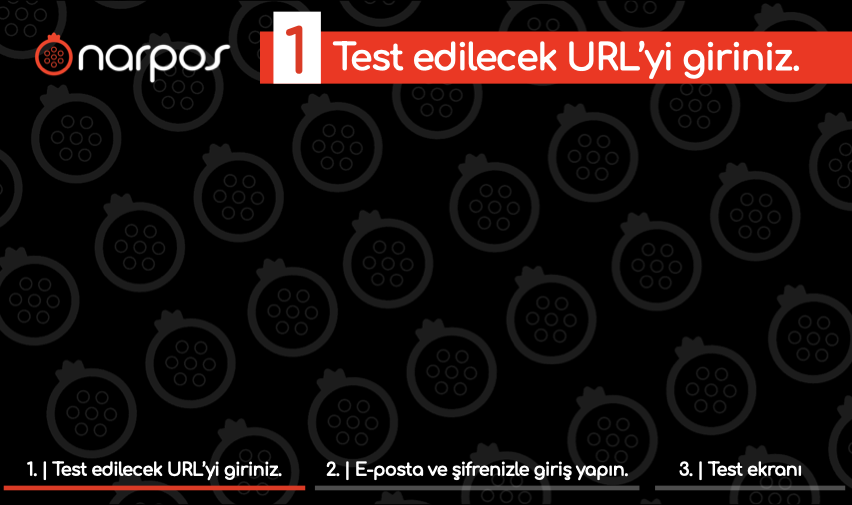 narpos
1 Test edilecek URL’yi giriniz.
1. | Test edilecek URL’yi giriniz.
2. | E-posta ve şifrenizle giriş yapın.
3. | Test ekranı